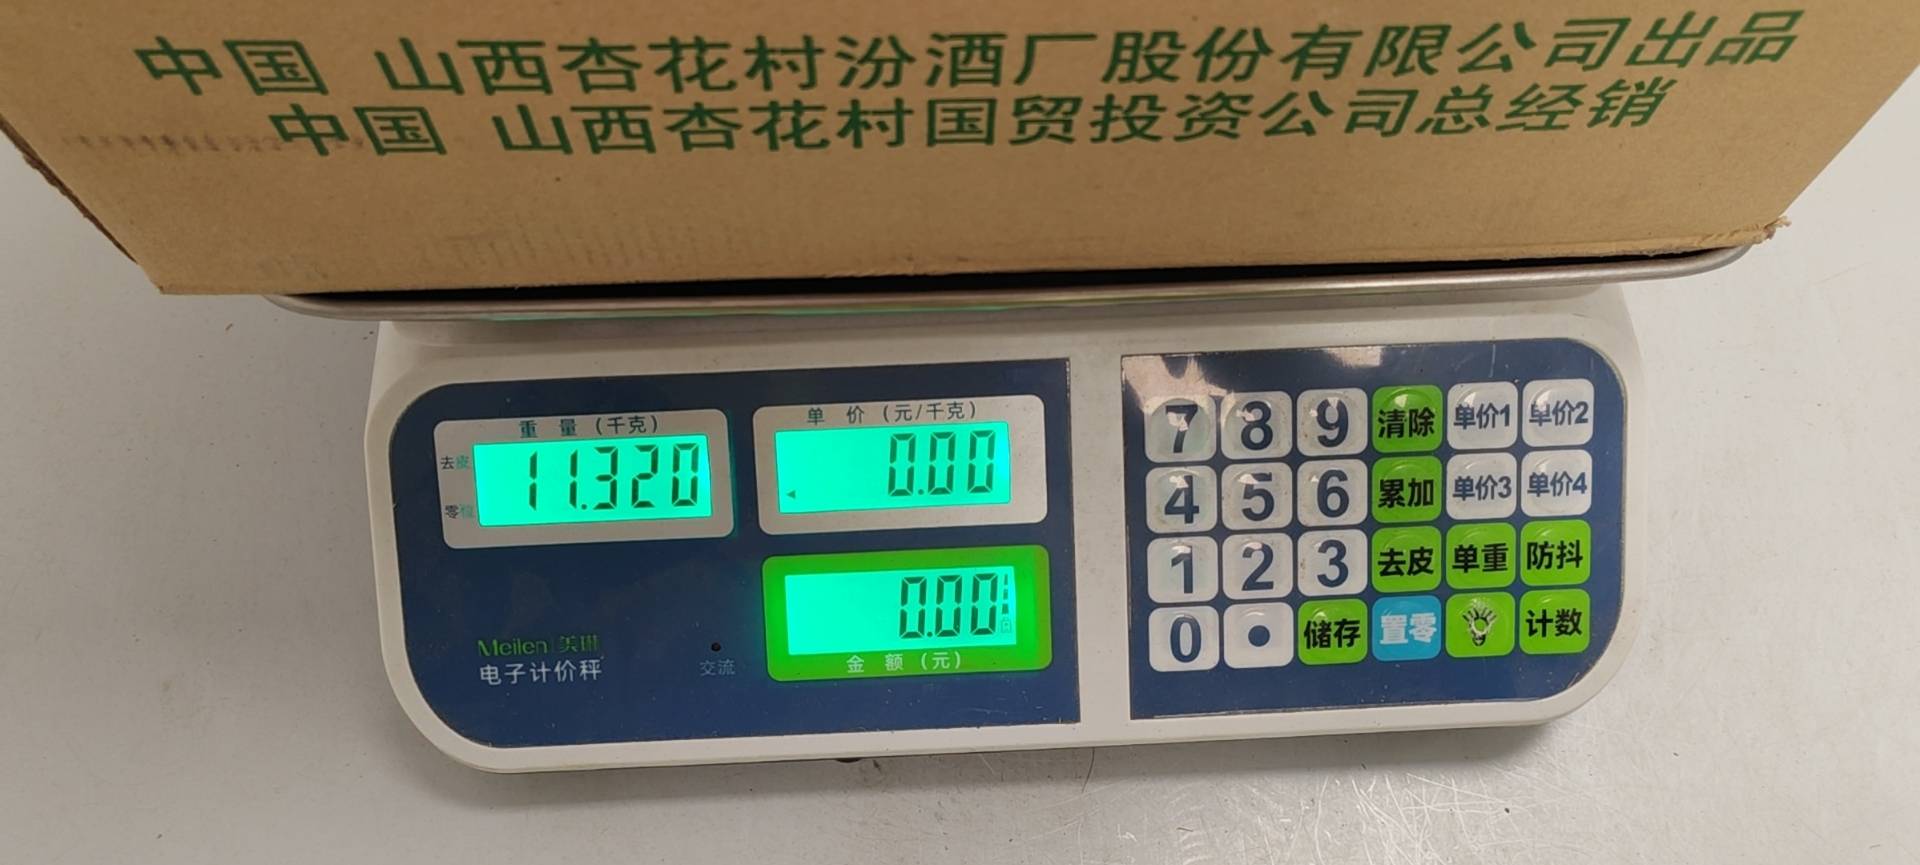 中国 山西杏花村汾酒厂股份有限公司出品
中国 山西杏花村国贸投资公司总经销
重 量 (千克)
去皮
11.320
零位
单 价 (元/千克)
0.00
0.00
金 额 (元)
Meilen 美琳
电子计价秤
交流
7 8 9 清除 单价1 单价2
4 5 6 累加 单价3 单价4
1 2 3 去皮 单重 防抖
0 • 储存 置零 计数